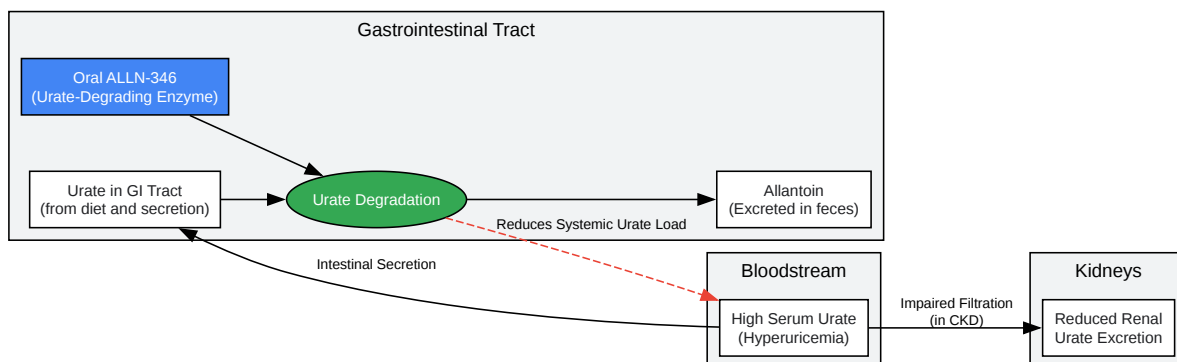 Gastrointestinal Tract
Oral ALLN-346
(Urate-Degrading Enzyme)
Urate in GI Tract
(from diet and secretion)
Urate Degradation
Allantoin
(Excreted in feces)
Reduces Systemic Urate Load
Intestinal Secretion
Bloodstream
High Serum Urate
(Hyperuricemia)
Impaired Filtration
(in CKD)
Kidneys
Reduced Renal
Urate Excretion